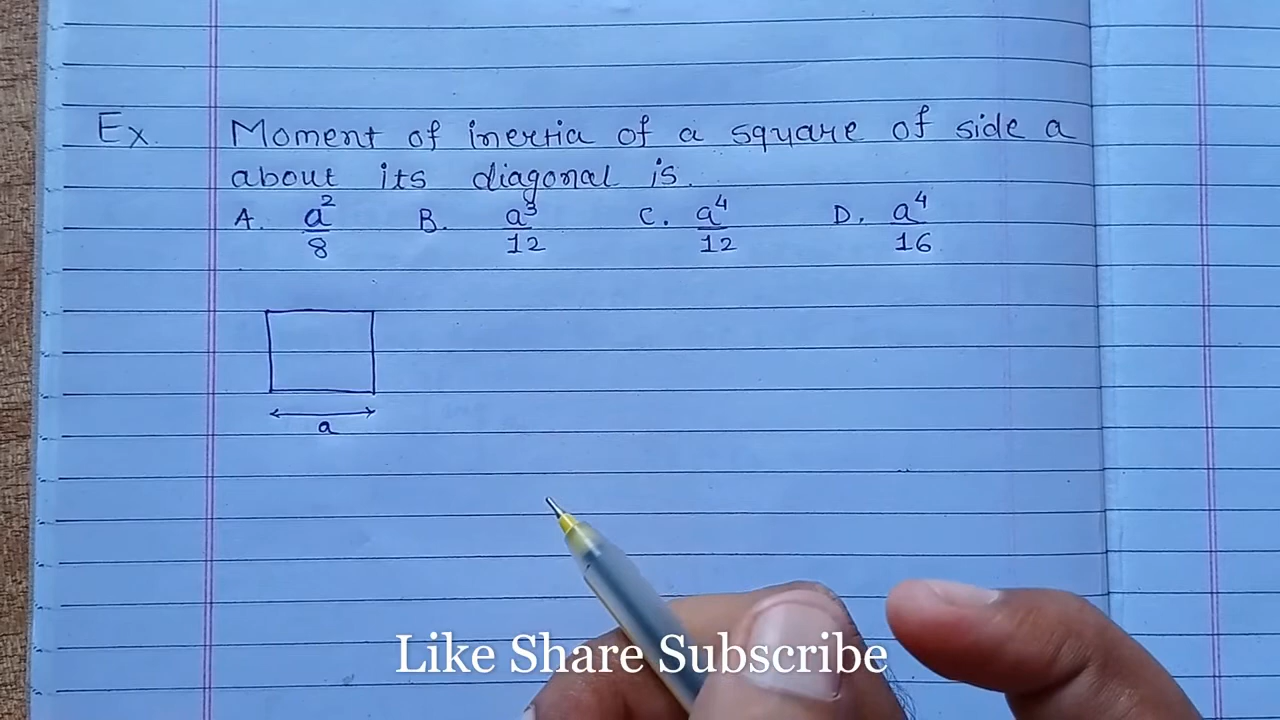 Ex. Moment of inertia of a square of side a
about its diagonal is.
A. a²/8 B. a³/12 C. a⁴/12 D. a⁴/16
a
Like Share Subscribe